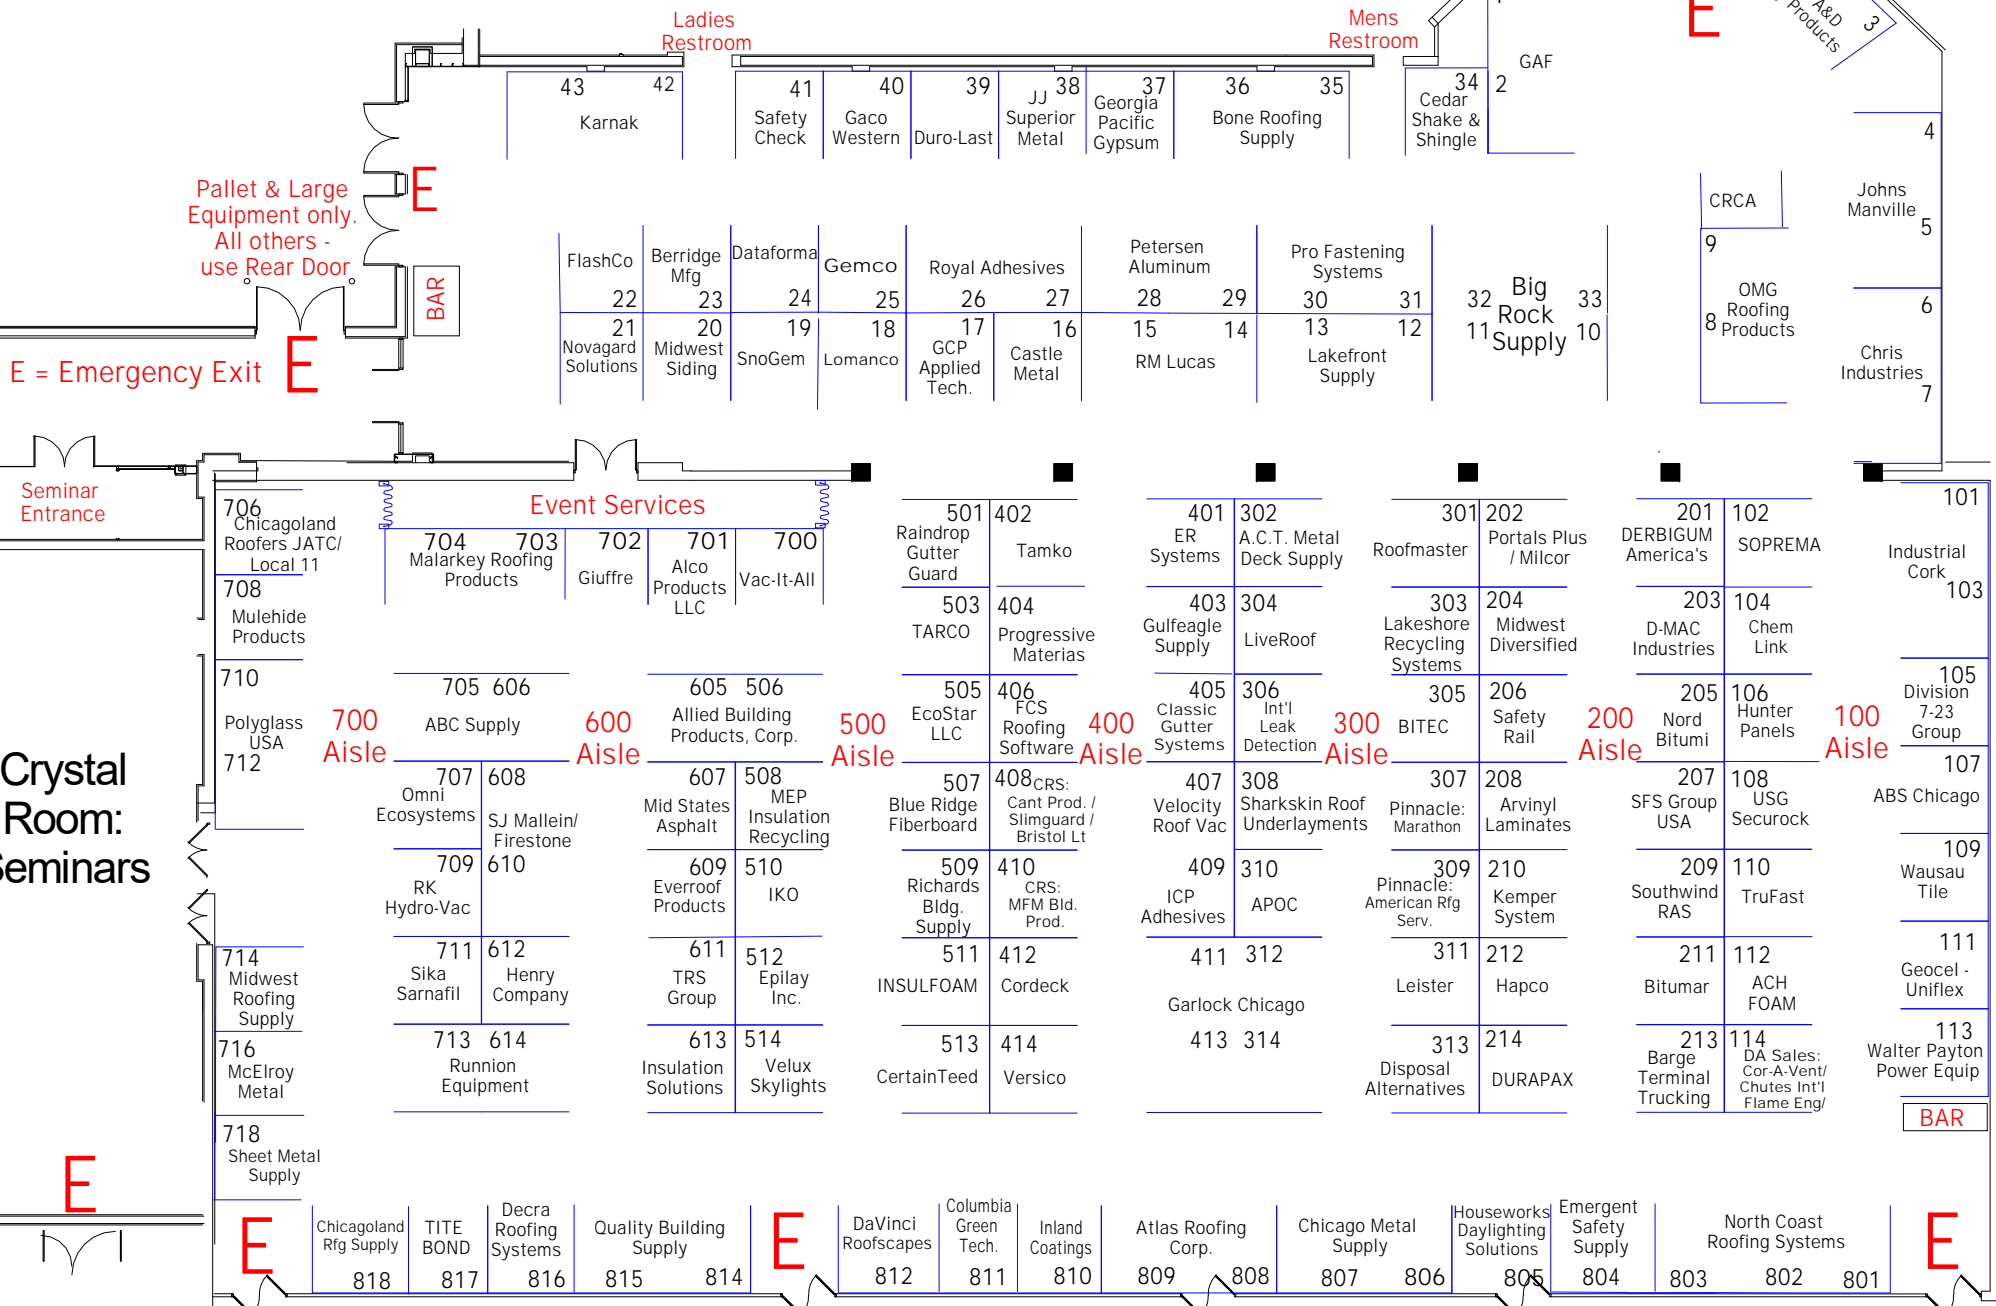 Ladies
Restroom
Mens
Restroom
E
A&D
Products
3
GAF
2
43
42
Karnak
41
Safety
Check
40
Gaco
Western
39
Duro-Last
38
JJ
Superior
Metal
37
Georgia
Pacific
Gypsum
36
35
Bone Roofing
Supply
34
Cedar
Shake &
Shingle
4
Johns
Manville
5
CRCA
9
OMG
Roofing
Products
8
6
Chris
Industries
7
E
Pallet & Large
Equipment only.
All others -
use Rear Door
BAR
E = Emergency Exit
E
FlashCo
22
Berridge
Mfg
23
Dataforma
24
Gemco
25
Royal Adhesives
26
27
Petersen
Aluminum
28
29
Pro Fastening
Systems
30
31
32
Big
Rock
Supply
33
11
10
21
Novagard
Solutions
20
Midwest
Siding
19
SnoGem
18
Lomanco
17
GCP
Applied
Tech.
16
Castle
Metal
15
14
RM Lucas
13
12
Lakefront
Supply
Seminar
Entrance
Event Services
706
Chicagoland
Roofers JATC/
Local 11
708
Mulehide
Products
710
Polyglass
USA
712
704
703
Malarkey Roofing
Products
702
Giuffre
701
Alco
Products
LLC
700
Vac-It-All
501
Raindrop
Gutter
Guard
402
Tamko
401
ER
Systems
302
A.C.T. Metal
Deck Supply
301
Roofmaster
202
Portals Plus
/ Milcor
201
DERBIGUM
America's
102
SOPREMA
101
Industrial
Cork
103
503
TARCO
404
Progressive
Materias
403
Gulfeagle
Supply
304
LiveRoof
303
Lakeshore
Recycling
Systems
204
Midwest
Diversified
203
D-MAC
Industries
104
Chem
Link
700
Aisle
705 606
ABC Supply
600
Aisle
605 506
Allied Building
Products, Corp.
500
Aisle
505
EcoStar
LLC
406
FCS
Roofing
Software
400
Aisle
405
Classic
Gutter
Systems
306
Int'l
Leak
Detection
300
Aisle
305
BITEC
206
Safety
Rail
200
Aisle
205
Nord
Bitumi
106
Hunter
Panels
100
Aisle
105
Division
7-23
Group
Crystal
Room:
Seminars
707
Omni
Ecosystems
608
SJ Mallein/
Firestone
610
607
Mid States
Asphalt
508
MEP
Insulation
Recycling
507
Blue Ridge
Fiberboard
408
CRS:
Cant Prod. /
Slimguard /
Bristol Lt
407
Velocity
Roof Vac
308
Sharkskin Roof
Underlayments
307
Pinnacle:
Marathon
208
Arvinyl
Laminates
207
SFS Group
USA
108
USG
Securock
107
ABS Chicago
709
RK
Hydro-Vac
609
Everroof
Products
510
IKO
509
Richards
Bldg.
Supply
410
CRS:
MFM Bld.
Prod.
409
ICP
Adhesives
310
APOC
309
Pinnacle:
American Rfg
Serv.
210
Kemper
System
209
Southwind
RAS
110
TruFast
109
Wausau
Tile
714
Midwest
Roofing
Supply
711
Sika
Sarnafil
612
Henry
Company
611
TRS
Group
512
Epilay
Inc.
511
INSULFOAM
412
Cordeck
411 312
Garlock Chicago
413 314
311
Leister
212
Hapco
211
Bitumar
112
ACH
FOAM
111
Geocel -
Uniflex
716
McElroy
Metal
713 614
Runnion
Equipment
613
Insulation
Solutions
514
Velux
Skylights
513
CertainTeed
414
Versico
313
Disposal
Alternatives
214
DURAPAX
213
Barge
Terminal
Trucking
114
DA Sales:
Cor-A-Vent/
Chutes Int'l
Flame Eng/
113
Walter Payton
Power Equip
BAR
718
Sheet Metal
Supply
E
E
Chicagoland
Rfg Supply
818
TITE
BOND
817
Decra
Roofing
Systems
816
Quality Building
Supply
815
814
E
DaVinci
Roofscapes
812
Columbia
Green
Tech.
811
Inland
Coatings
810
Atlas Roofing
Corp.
809
808
Chicago Metal
Supply
807
806
Houseworks
Daylighting
Solutions
805
Emergent
Safety
Supply
804
North Coast
Roofing Systems
803
802
801
E